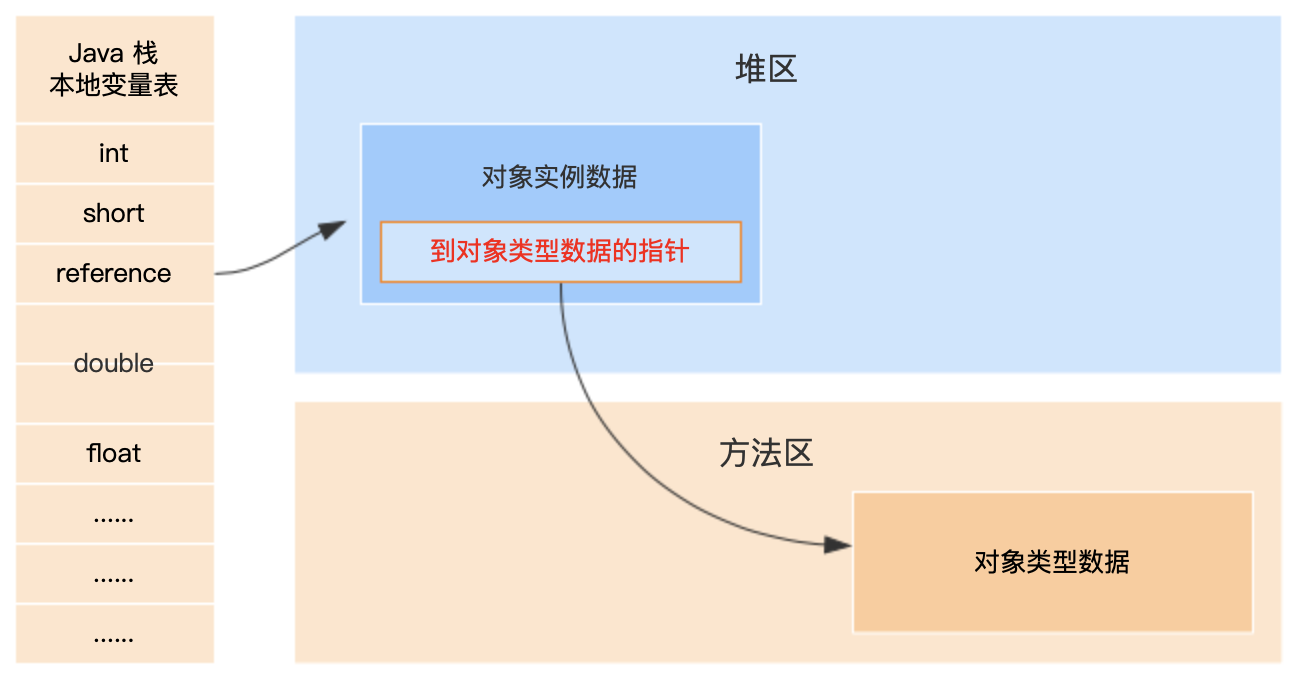 Java 栈
本地变量表
int
short
reference
double
float
......
......
......
堆区
对象实例数据
到对象类型数据的指针
方法区
对象类型数据